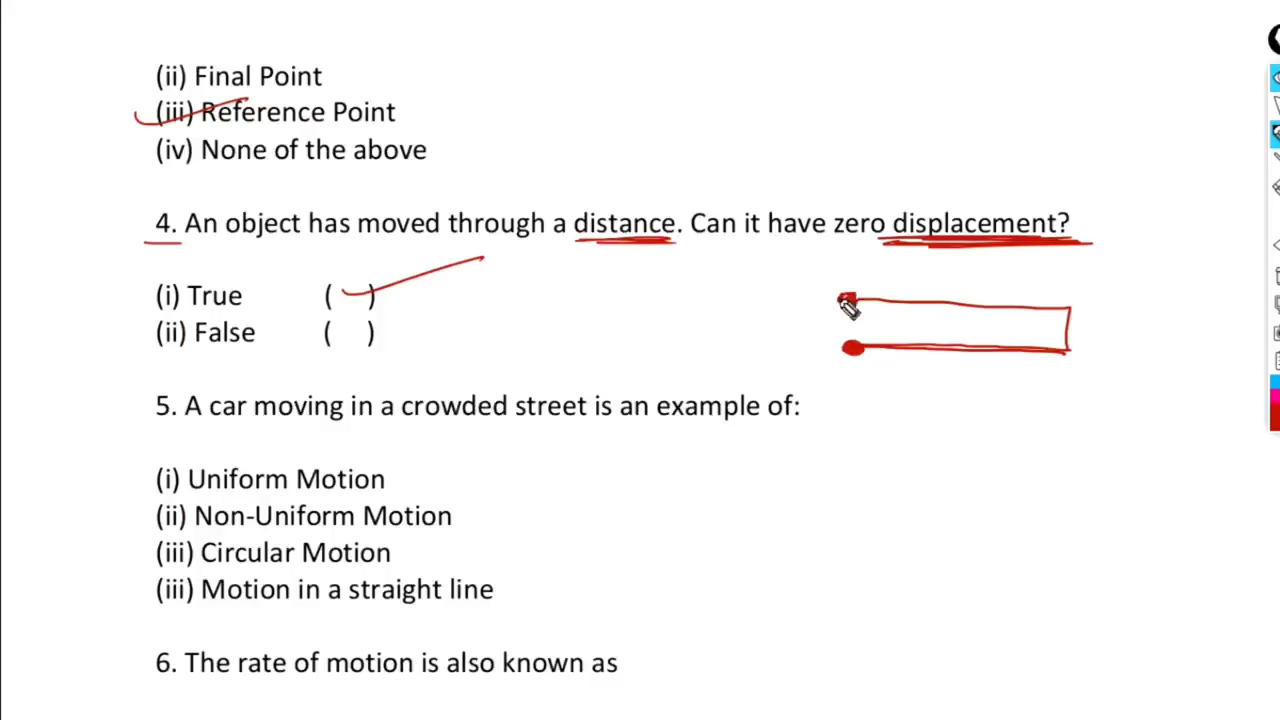 (ii) Final Point
(iii) Reference Point
(iv) None of the above
4. An object has moved through a distance. Can it have zero displacement?
(i) True ( )
(ii) False ( )
5. A car moving in a crowded street is an example of:
(i) Uniform Motion
(ii) Non-Uniform Motion
(iii) Circular Motion
(iii) Motion in a straight line
6. The rate of motion is also known as